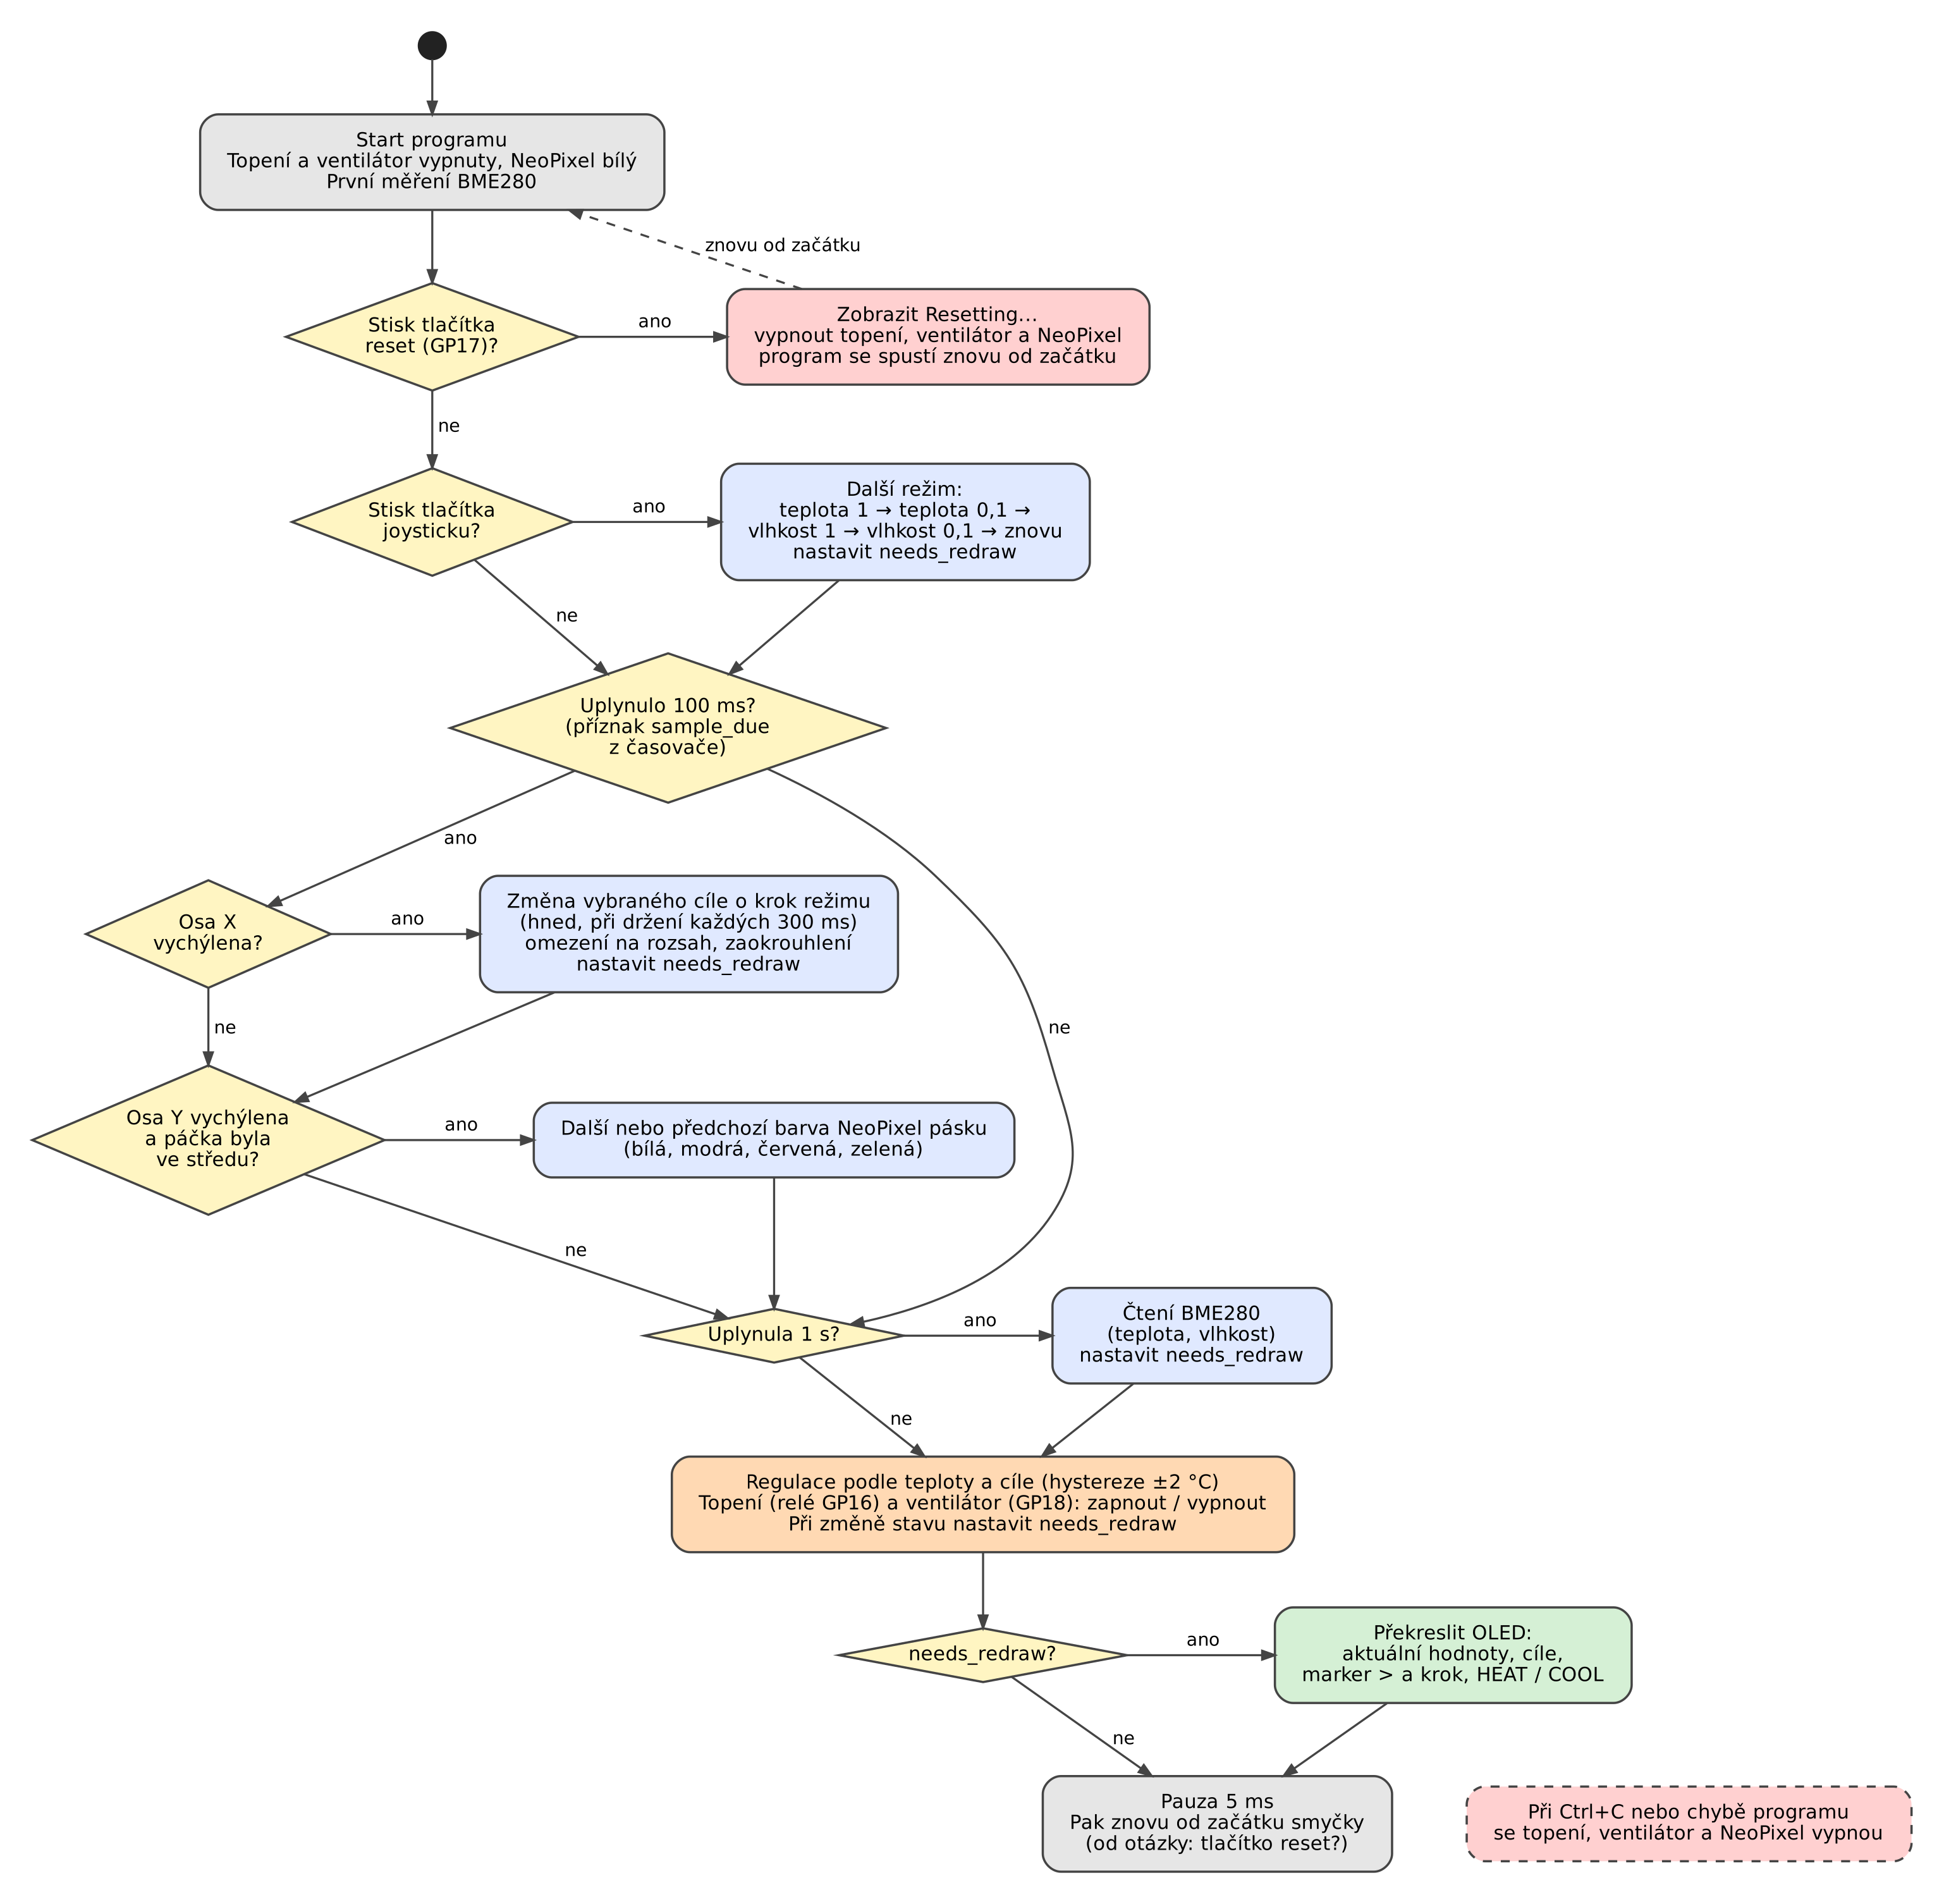 Start programu
Topení a ventilátor vypnuty, NeoPixel bílý
První měření BME280
znovu od začátku
Stisk tlačítka
reset (GP17)?
ano
Zobrazit Resetting...
vypnout topení, ventilátor a NeoPixel
program se spustí znovu od začátku
ne
Stisk tlačítka
joysticku?
ano
Další režim:
teplota 1 → teplota 0,1 →
vlhkost 1 → vlhkost 0,1 → znovu
nastavit needs_redraw
ne
Uplynulo 100 ms?
(příznak sample_due
z časovače)
ano
ne
Osa X
vychýlena?
ano
Změna vybraného cíle o krok režimu
(hned, při držení každých 300 ms)
omezení na rozsah, zaokrouhlení
nastavit needs_redraw
ne
Osa Y vychýlena
a páčka byla
ve středu?
ano
Další nebo předchozí barva NeoPixel pásku
(bílá, modrá, červená, zelená)
ne
Uplynula 1 s?
ano
Čtení BME280
(teplota, vlhkost)
nastavit needs_redraw
ne
Regulace podle teploty a cíle (hystereze ±2 °C)
Topení (relé GP16) a ventilátor (GP18): zapnout / vypnout
Při změně stavu nastavit needs_redraw
needs_redraw?
ano
Překreslit OLED:
aktuální hodnoty, cíle,
marker > a krok, HEAT / COOL
ne
Pauza 5 ms
Pak znovu od začátku smyčky
(od otázky: tlačítko reset?)
Při Ctrl+C nebo chybě programu
se topení, ventilátor a NeoPixel vypnou